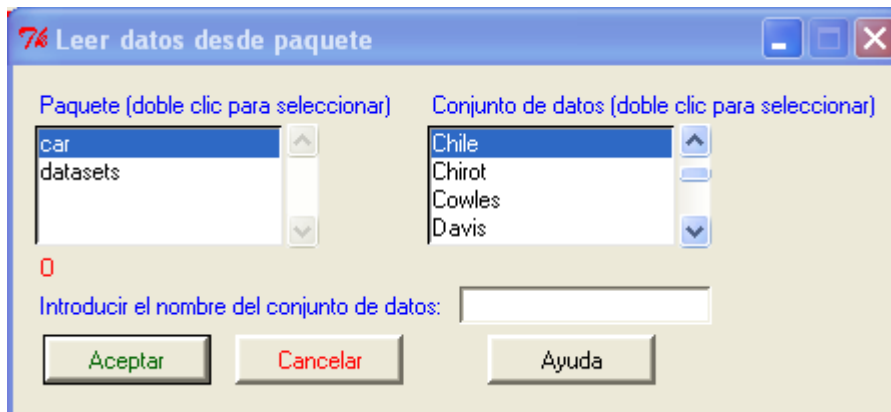 Leer datos desde paquete
Paquete (doble clic para seleccionar) Conjunto de datos (doble clic para seleccionar)
car Chile
datasets Chirot
Cowles
Davis
O
Introducir el nombre del conjunto de datos:
Aceptar Cancelar Ayuda